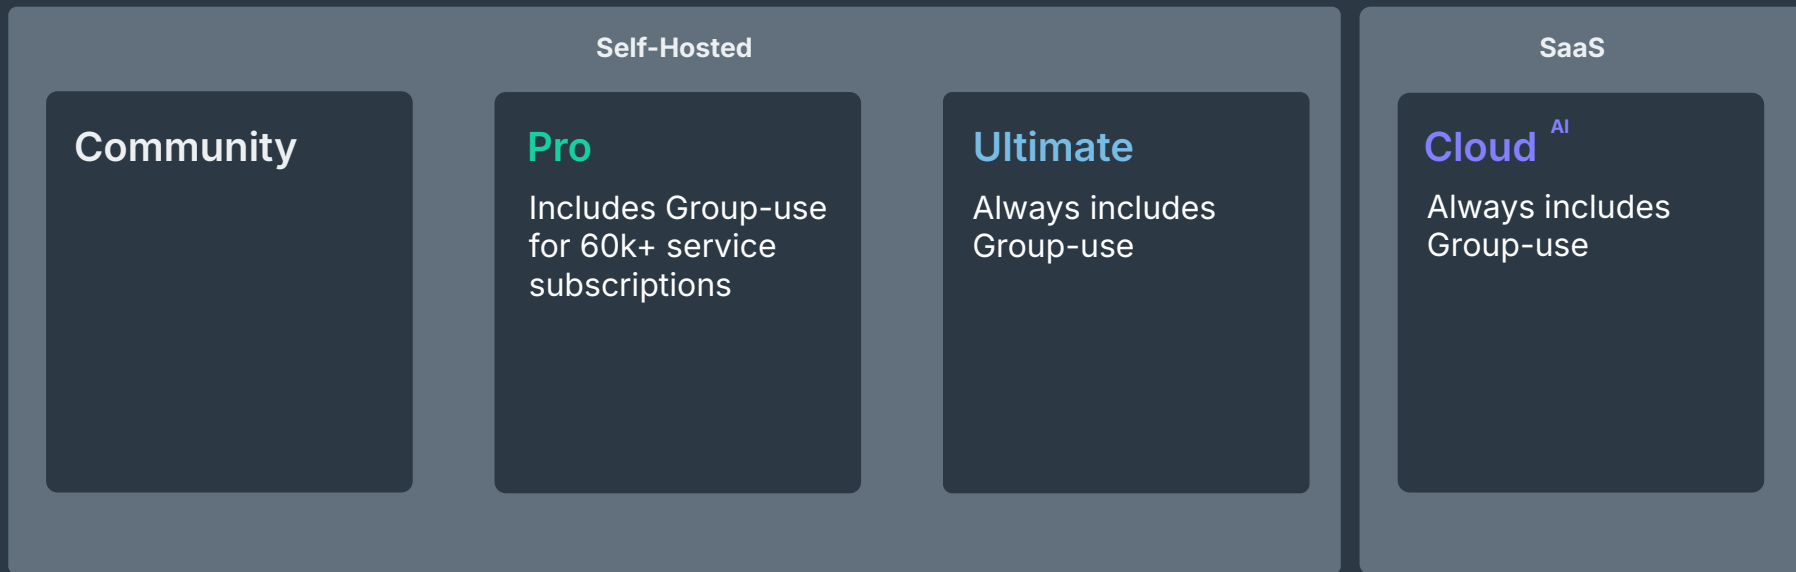 Self-Hosted
SaaS
Community
Pro
Includes Group-use
for 60k+ service
subscriptions
Ultimate
Always includes
Group-use
Cloud AI
Always includes
Group-use